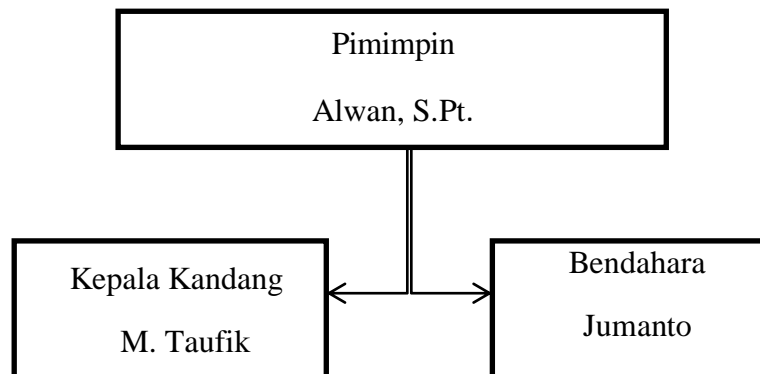 Pimimpin
Alwan, S.Pt.
Kepala Kandang
M. Taufik
Bendahara
Jumanto